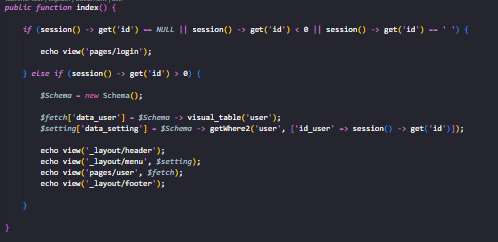 public function index() {
if (session() -> get('id') == NULL || session() -> get('id') < 0 || session() -> get('id') == ' ') {
echo view('pages/login');
} else if (session() -> get('id') > 0) {
$Schema = new Schema();
$fetch['data_user'] = $Schema -> visual_table('user');
$setting['data_setting'] = $Schema -> getWhere2('user', ['id_user' => session() -> get('id')]);
echo view('_layout/header');
echo view('_layout/menu', $setting);
echo view('pages/user', $fetch);
echo view('_layout/footer');
}
}